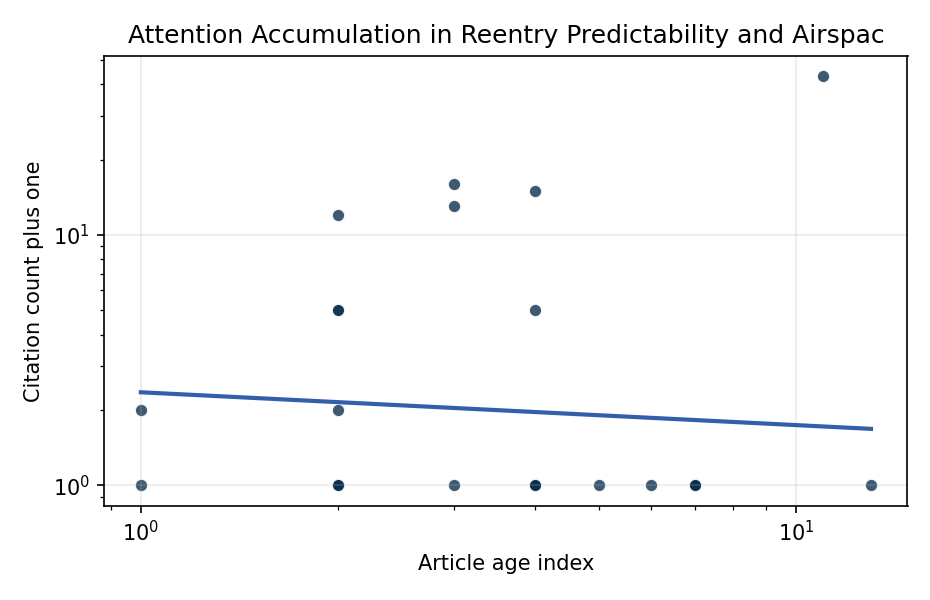 Attention Accumulation in Reentry Predictability and Airspac
Citation count plus one
10¹
10⁰
10⁰
10¹
Article age index